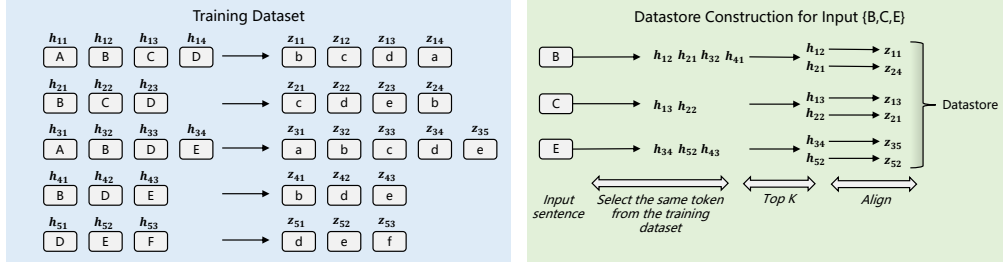 Training Dataset
h11 h12 h13 h14 z11 z12 z13 z14
A B C D b c d a
h21 h22 h23 z21 z22 z23 z24
B C D c d e b
h31 h32 h33 h34 z31 z32 z33 z34 z35
A B D E a b c d e
h41 h42 h43 z41 z42 z43
B D E b d e
h51 h52 h53 z51 z52 z53
D E F d e f
Datastore Construction for Input {B,C,E}
B h12 h21 h32 h41 h12 z11
h21 z24
C h13 h22 h13 z13
h22 z21
Datastore
E h34 h52 h43 h34 z35
h52 z52
Input sentence
Select the same token
from the training
dataset
Top K
Align